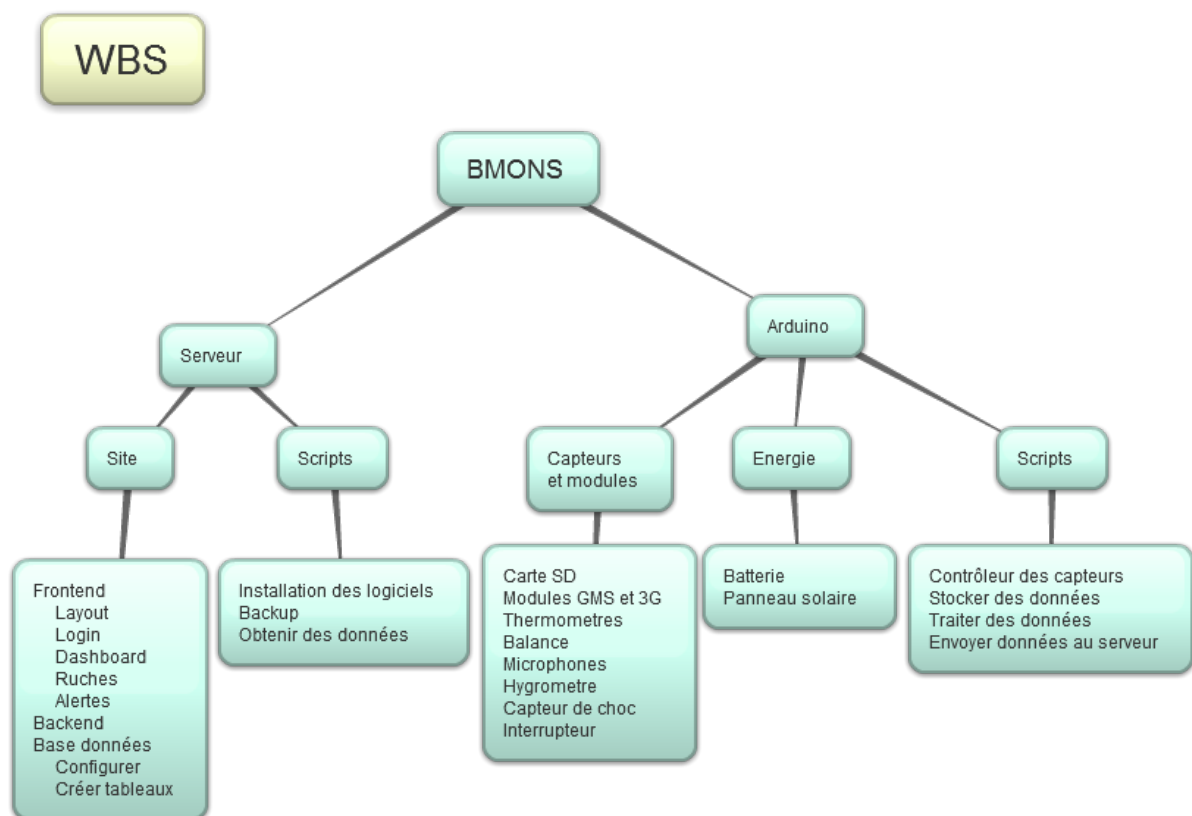 WBS
BMONS
Serveur
Arduino
Site
Scripts
Capteurs
et modules
Energie
Scripts
Frontend
Layout
Login
Dashboard
Ruches
Alertes
Backend
Base données
Configurer
Créer tableaux
Installation des logiciels
Backup
Obtenir des données
Carte SD
Modules GMS et 3G
Thermometres
Balance
Microphones
Hygrometre
Capteur de choc
Interrupteur
Batterie
Panneau solaire
Contrôleur des capteurs
Stocker des données
Traiter des données
Envoyer données au serveur